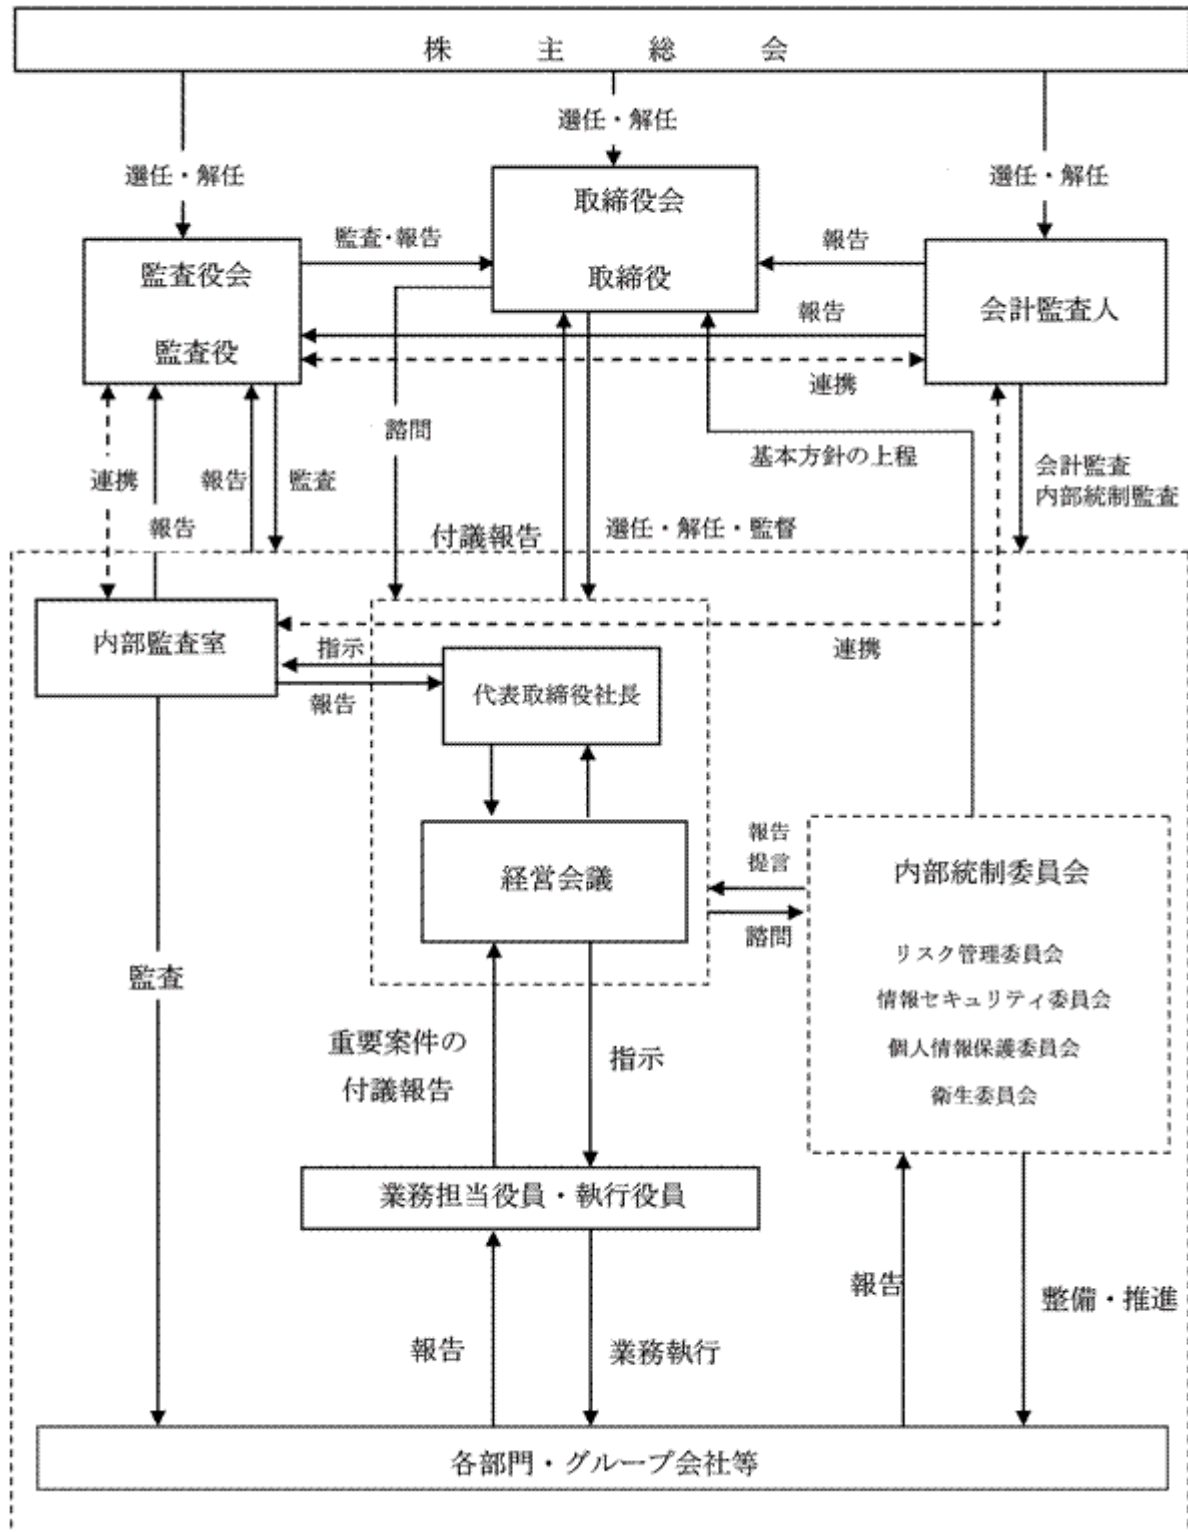 株主総会
選任・解任
選任・解任
選任・解任
取締役会
取締役
監査・報告
報告
監査役会
監査役
会計監査人
報告
連携
諮問
基本方針の上程
会計監査
内部統制監査
連携
報告
監査
報告
付議報告
選任・解任・監督
内部監査室
指示
連携
報告
代表取締役社長
報告
提言
経営会議
内部統制委員会
諮問
リスク管理委員会
監査
情報セキュリティ委員会
重要案件の
付議報告
指示
個人情報保護委員会
衛生委員会
業務担当役員・執行役員
報告
整備・推進
報告
業務執行
各部門・グループ会社等